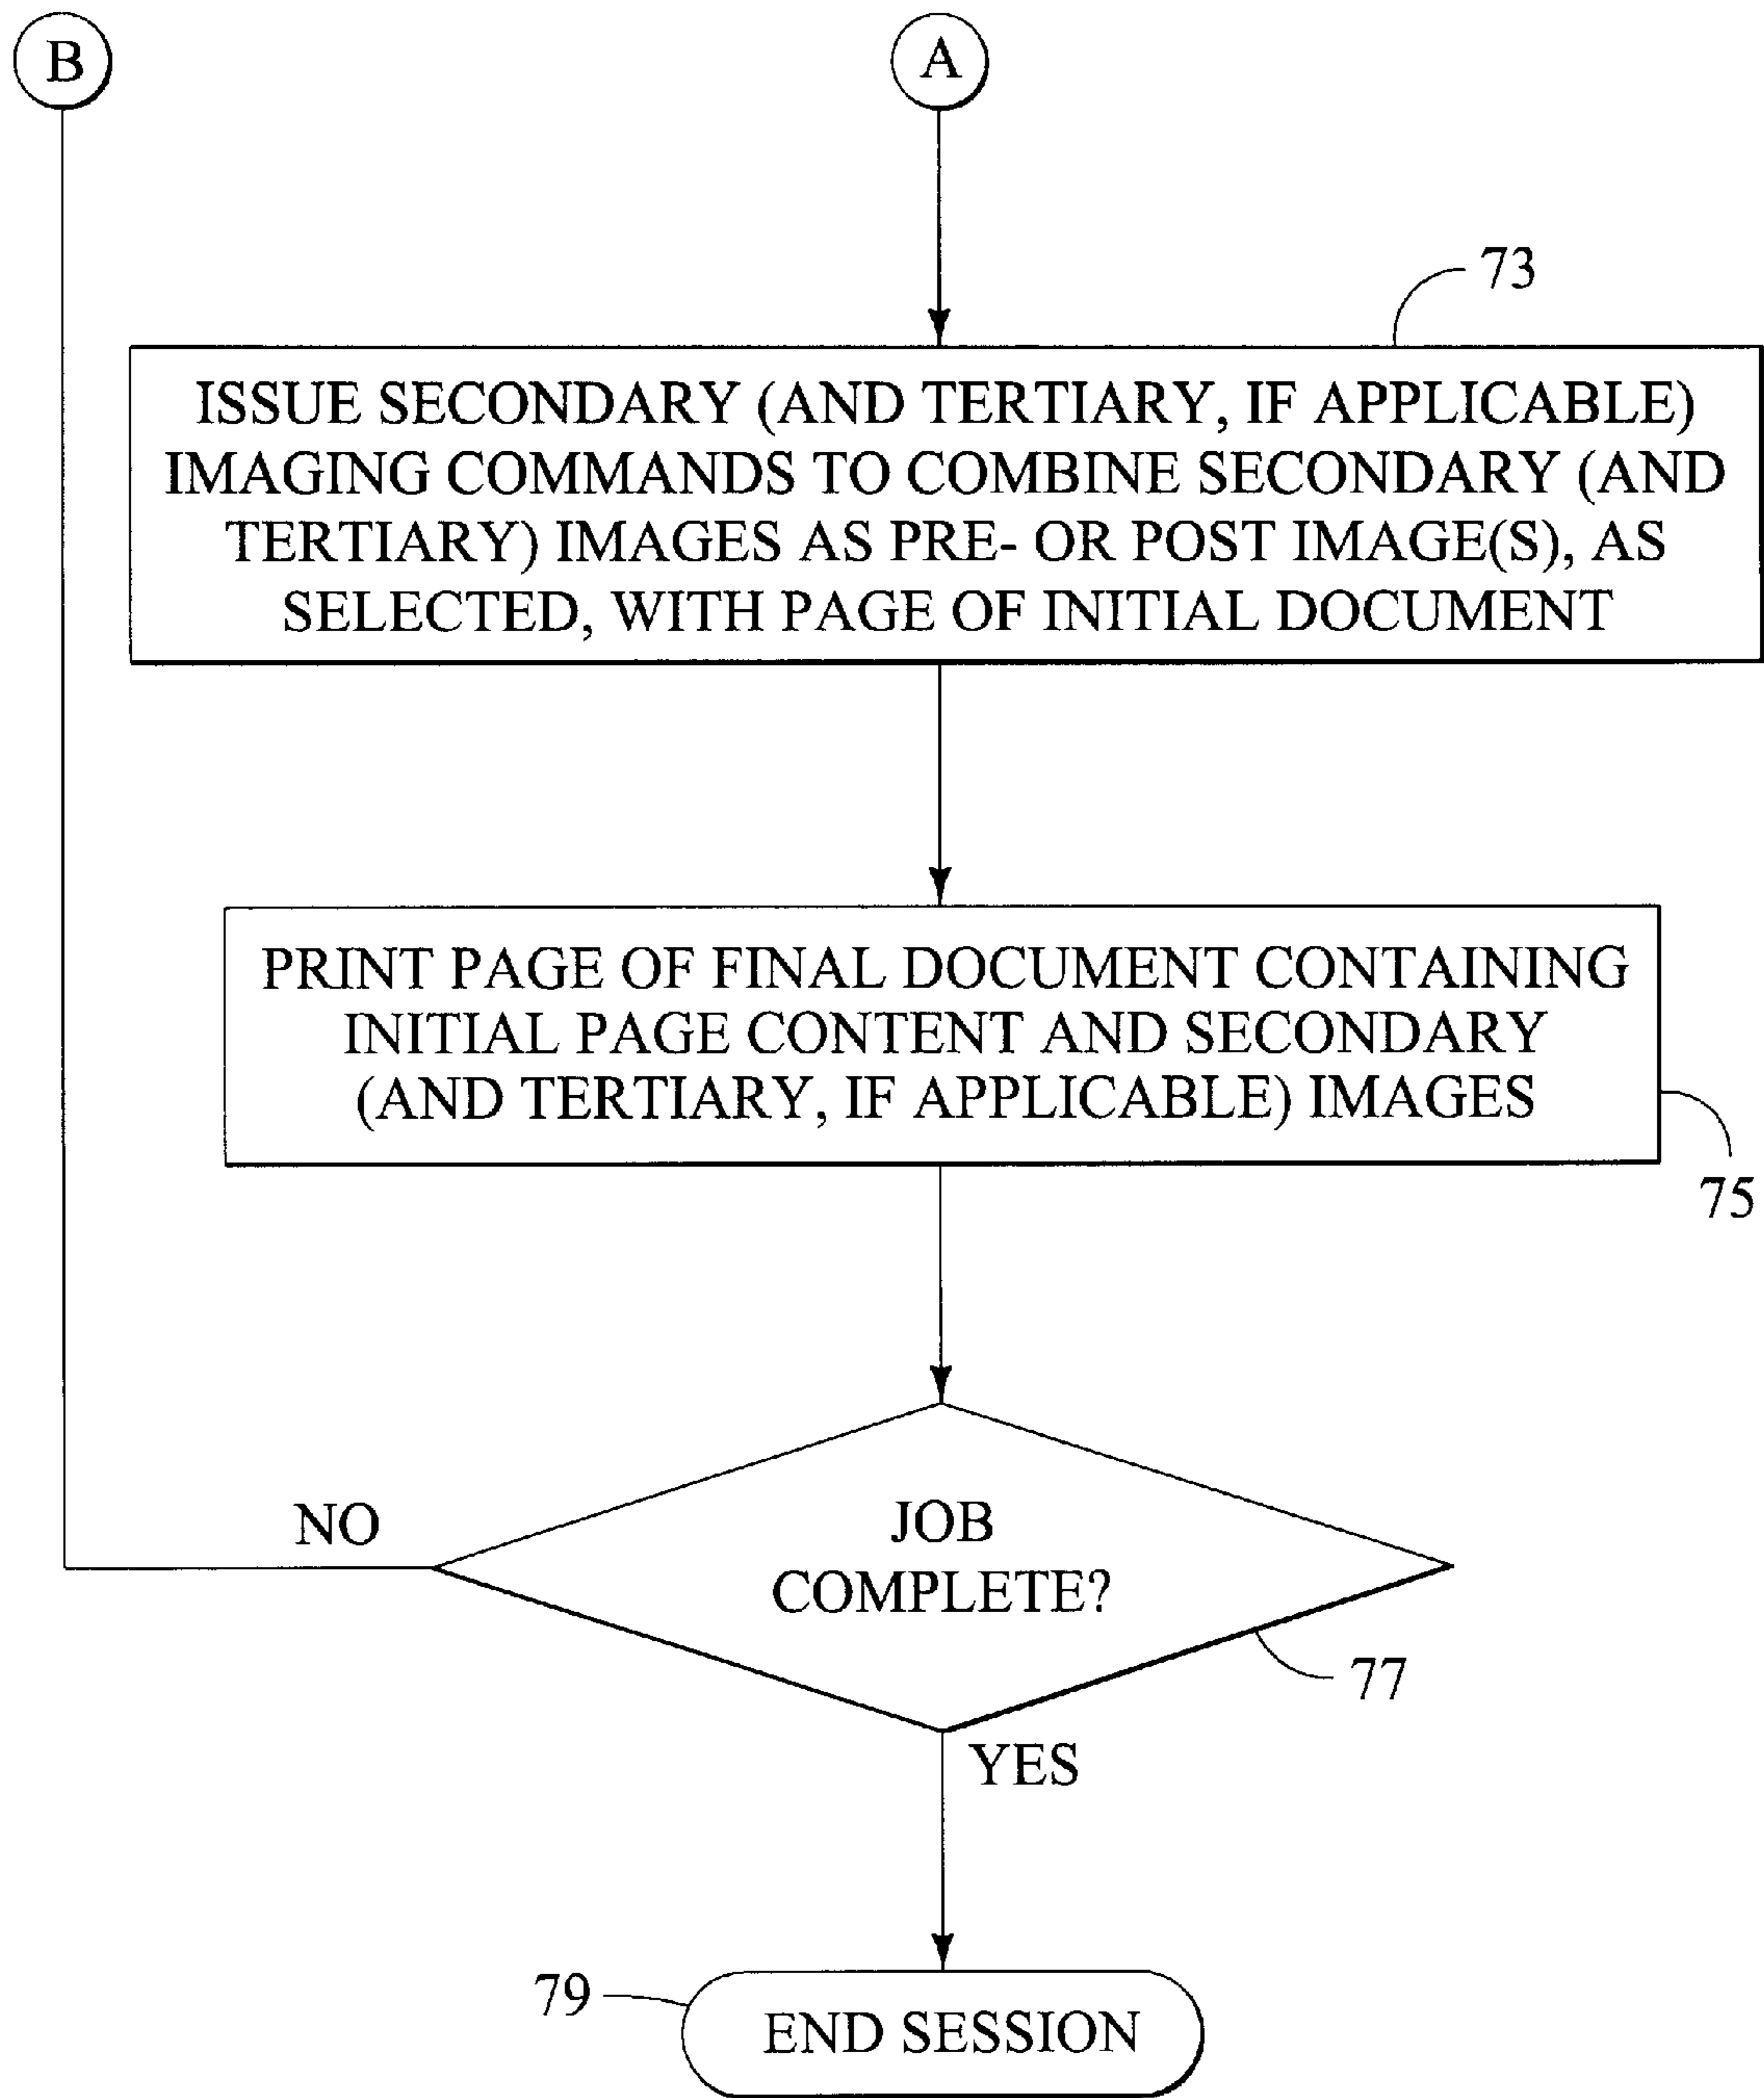 B
A
73
ISSUE SECONDARY (AND TERTIARY, IF APPLICABLE)
IMAGING COMMANDS TO COMBINE SECONDARY (AND
TERTIARY) IMAGES AS PRE- OR POST IMAGE(S), AS
SELECTED, WITH PAGE OF INITIAL DOCUMENT
PRINT PAGE OF FINAL DOCUMENT CONTAINING
INITIAL PAGE CONTENT AND SECONDARY
(AND TERTIARY, IF APPLICABLE) IMAGES
75
NO
JOB
COMPLETE?
77
YES
79
END SESSION